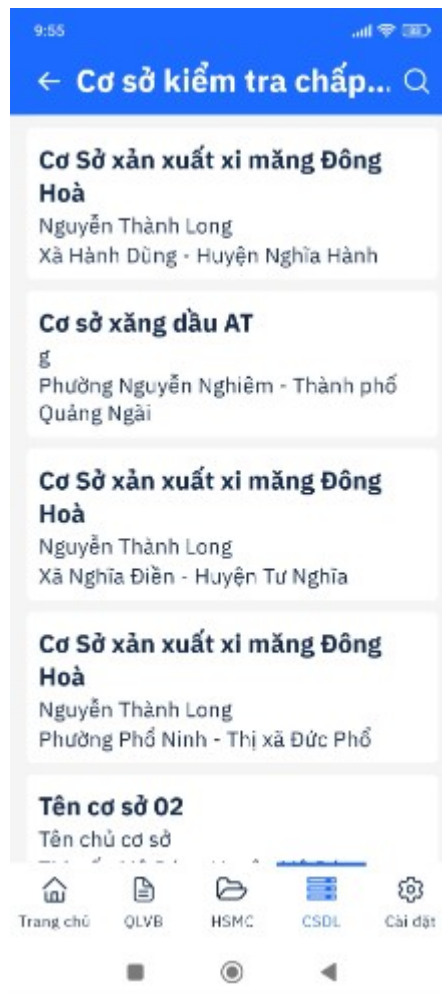 9:55
← Cơ sở kiểm tra chấp...
Cơ Sở xản xuất xi măng Đông
Hoà
Nguyễn Thành Long
Xã Hành Dũng - Huyện Nghĩa Hành
Cơ sở xăng dầu AT
g
Phường Nguyễn Nghiêm - Thành phố
Quảng Ngãi
Cơ Sở xản xuất xi măng Đông
Hoà
Nguyễn Thành Long
Xã Nghĩa Điền - Huyện Tư Nghĩa
Cơ Sở xản xuất xi măng Đông
Hoà
Nguyễn Thành Long
Phường Phổ Ninh - Thị xã Đức Phổ
Tên cơ sở 02
Tên chủ cơ sở
Trang chủ QLVB HSMC CSDL Cài đặt